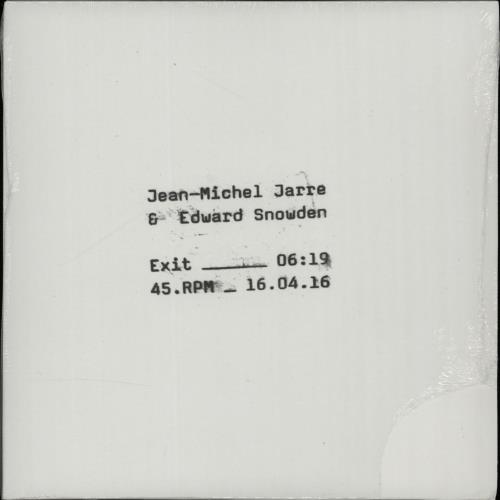 Jean-Michel Jarre
& Edward Snowden
Exit ______ 06:19
45.RPM _ 16.04.16